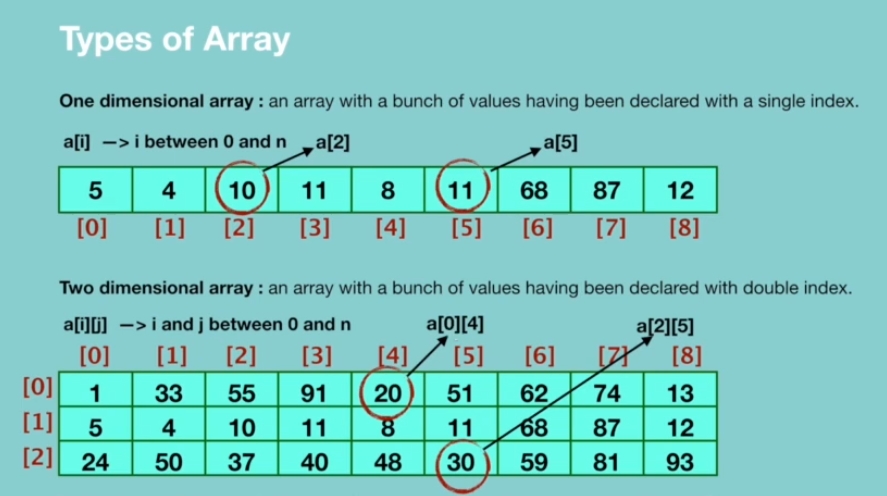 Types of Array
One dimensional array : an array with a bunch of values having been declared with a single index.
a[i] —> i between 0 and n a[2] a[5]
5 4 10 11 8 11 68 87 12
[0] [1] [2] [3] [4] [5] [6] [7] [8]
Two dimensional array : an array with a bunch of values having been declared with double index.
a[i][j] —> i and j between 0 and n a[0][4] a[2][5]
[0] [1] [2] [3] [4] [5] [6] [7] [8]
[0] 1 33 55 91 20 51 62 74 13
[1] 5 4 10 11 8 11 68 87 12
[2] 24 50 37 40 48 30 59 81 93